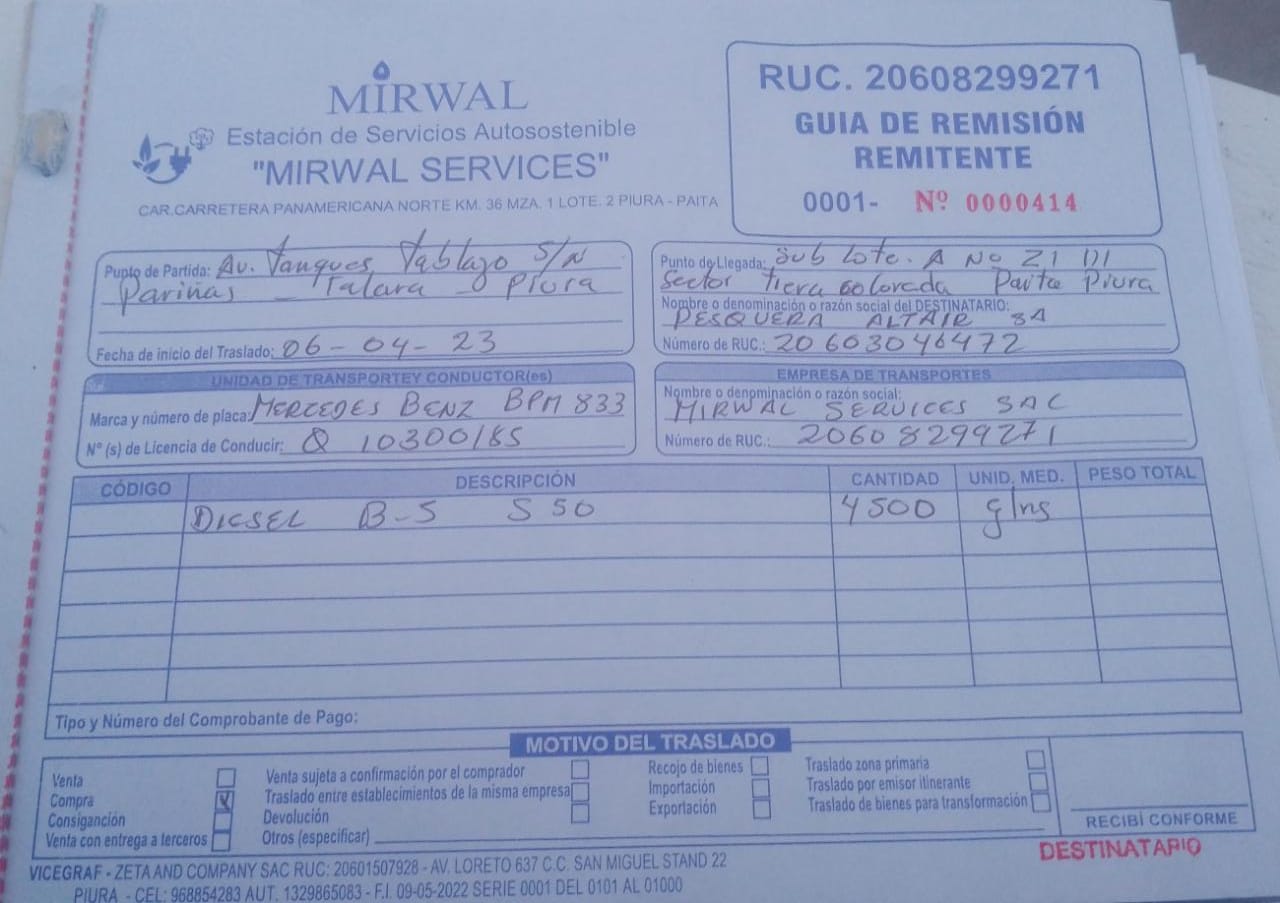 MIRWAL
Estación de Servicios Autosostenible
"MIRWAL SERVICES"
CAR.CARRETERA PANAMERICANA NORTE KM. 36 MZA. 1 LOTE. 2 PIURA - PAITA
RUC. 20608299271
GUIA DE REMISIÓN
REMITENTE
0001- Nº 0000414
Punto de Partida: Av. Tanques Tablazo S/N
Pariñas - Talara - Piura
Fecha de inicio del Traslado: 06-04-23
Punto de Llegada: Sub Lote. A No 21
Sector Tierra Colorada Paita Piura
Nombre o denominación o razón social del DESTINATARIO:
PESQUERA ALTAIR SA
Número de RUC.: 20603046472
UNIDAD DE TRANSPORTEY CONDUCTOR(es)
Marca y número de placa: MERCEDES BENZ BPM 833
Nº (s) de Licencia de Conducir: Q 10300185
EMPRESA DE TRANSPORTES
Nombre o denominación o razón social:
MIRWAL SERVICES SAC
Número de RUC.: 20608299271
CÓDIGO DESCRIPCIÓN CANTIDAD UNID. MED. PESO TOTAL
DIESEL B-5 S 50 4500 glns
Tipo y Número del Comprobante de Pago:
MOTIVO DEL TRASLADO
Venta
Compra
Consiganción
Venta con entrega a terceros
Venta sujeta a confirmación por el comprador
Traslado entre establecimientos de la misma empresa
Devolución
Otros (especificar)
Recojo de bienes
Importación
Exportación
Traslado zona primaria
Traslado por emisor itinerante
Traslado de bienes para transformación
RECIBÍ CONFORME
DESTINATARIO
VICEGRAF - ZETA AND COMPANY SAC RUC: 20601507928 - AV. LORETO 637 C.C. SAN MIGUEL STAND 22
PIURA - CEL: 968854283 AUT. 1329865083 - F.I. 09-05-2022 SERIE 0001 DEL 0101 AL 01000